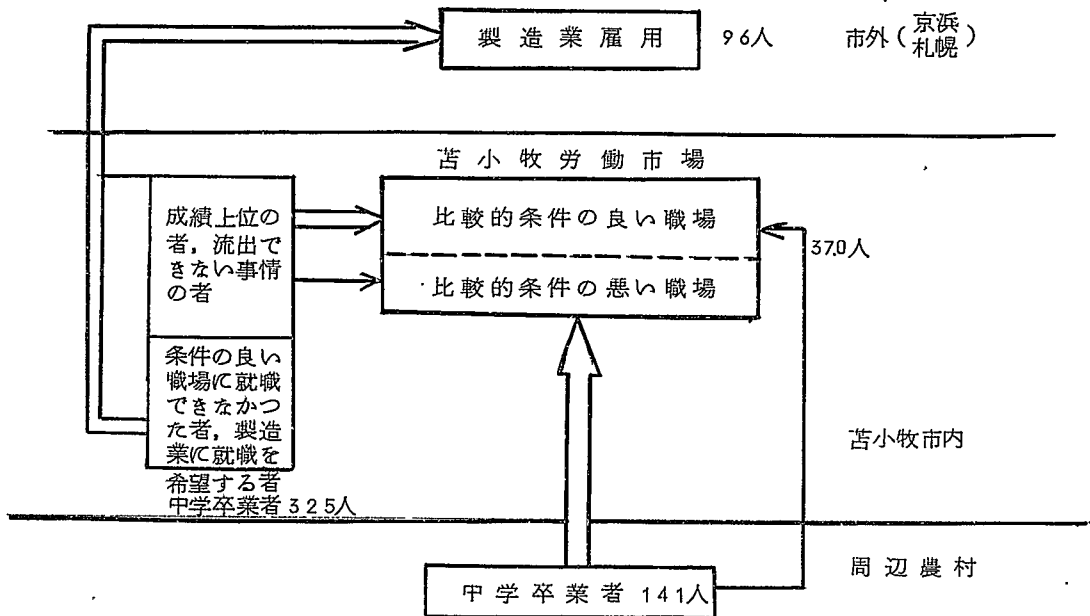 製造業雇用
96人
市外(京浜 札幌)
苫小牧労働市場
成績上位の
者，流出で
きない事情
の者
比較的条件の良い職場
比較的条件の悪い職場
370人
条件の良い
職場に就職
できなかつ
た者，製造
業に就職を
希望する者
中学卒業者 325人
苫小牧市内
周辺農村
中学卒業者 141人